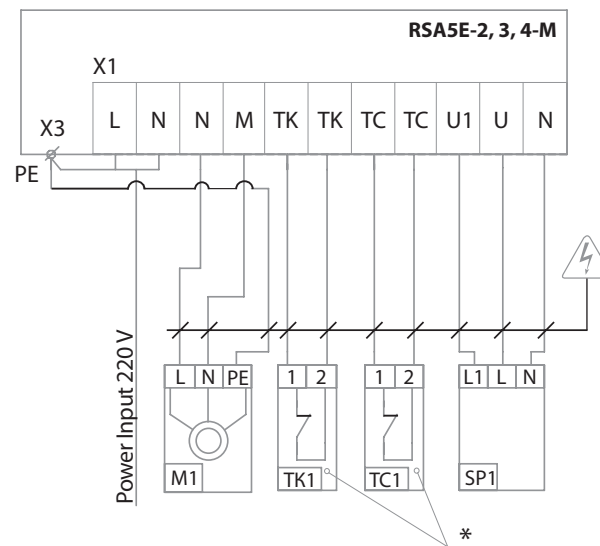 RSA5E-2, 3, 4-M
X1
L N N M TK TK TC TC U1 U N
X3
PE
Power Input 220 V
L N PE
M1
1 2
TK1
1 2
TC1
L1 L N
SP1
*